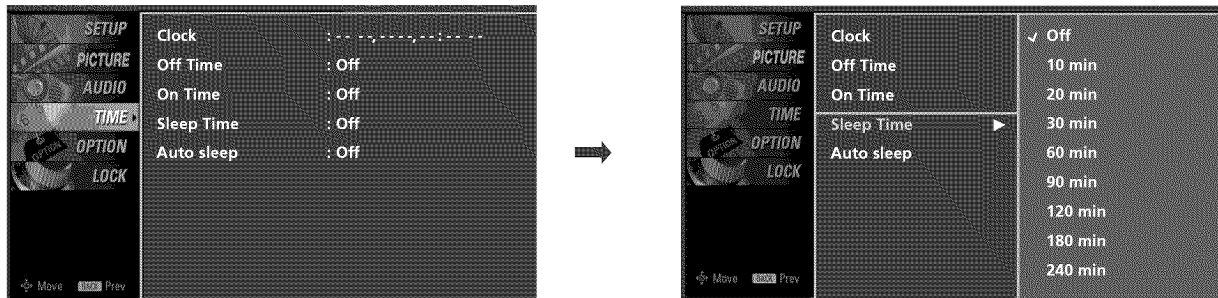 SETUP
PICTURE
AUDIO
TIME
OPTION
LOCK
Move BACK Prev
Clock : -- --, ----, --:-- --
Off Time : Off
On Time : Off
Sleep Time : Off
Auto sleep : Off
SETUP
PICTURE
AUDIO
TIME
OPTION
LOCK
Move BACK Prev
Clock
Off Time
On Time
Sleep Time
Auto sleep
Off
10 min
20 min
30 min
60 min
90 min
120 min
180 min
240 min